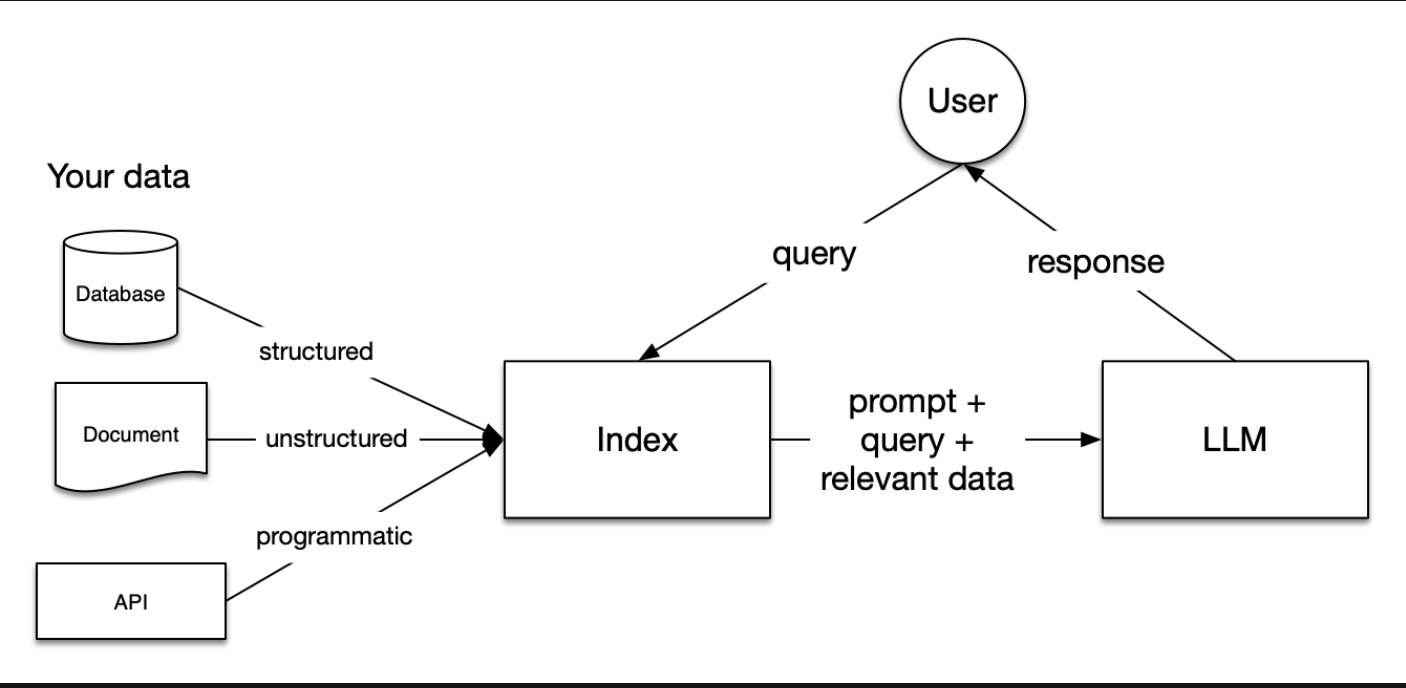 User
Your data
query
response
Database
structured
Document
unstructured
Index
prompt +
query +
relevant data
LLM
programmatic
API